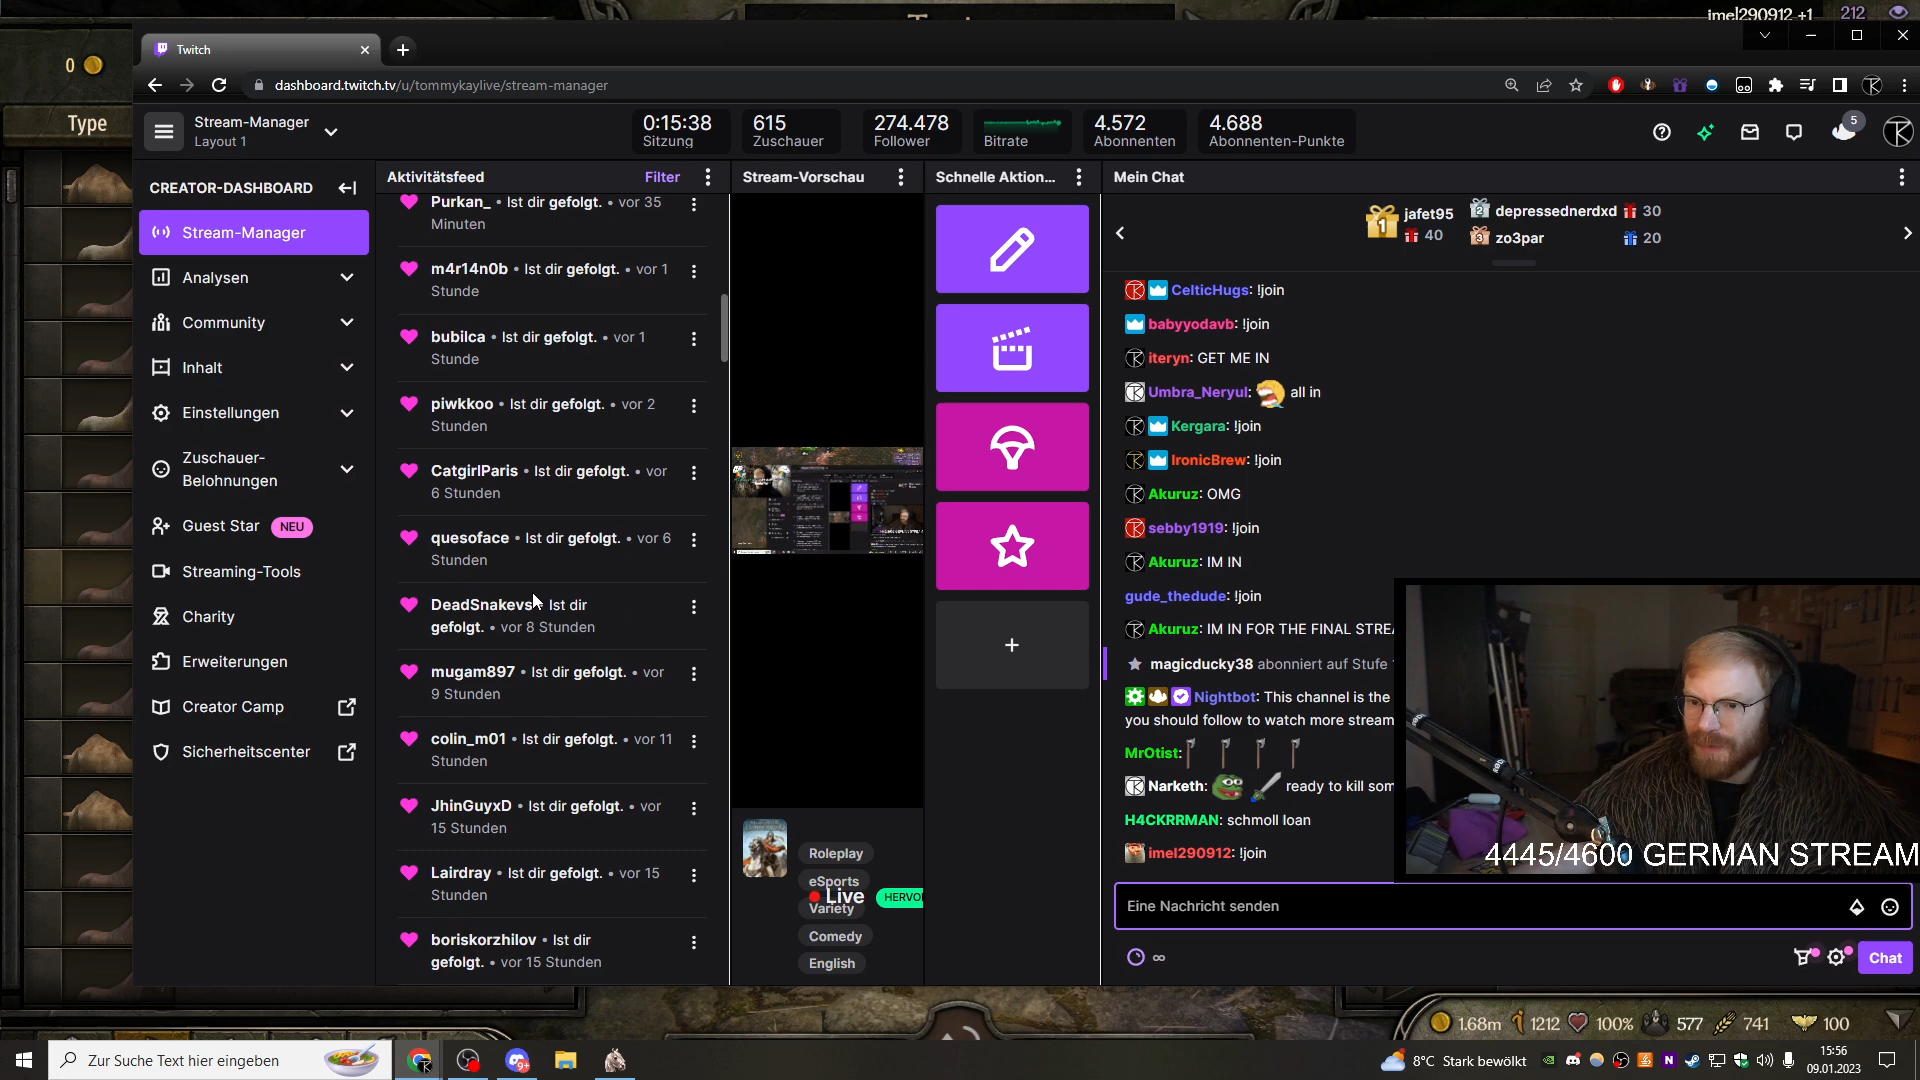 imel290912 +1 212
0
Type
Twitch
dashboard.twitch.tv/u/tommykaylive/stream-manager
Stream-Manager
Layout 1
0:15:38
Sitzung
615
Zuschauer
274.478
Follower
Bitrate
4.572
Abonnenten
4.688
Abonnenten-Punkte
5
CREATOR-DASHBOARD
Stream-Manager
Analysen
Community
Inhalt
Einstellungen
Zuschauer-
Belohnungen
Guest Star NEU
Streaming-Tools
Charity
Erweiterungen
Creator Camp
Sicherheitscenter
Aktivitätsfeed
Filter
Purkan_ • Ist dir gefolgt. • vor 35
Minuten
m4r14n0b • Ist dir gefolgt. • vor 1
Stunde
bubilca • Ist dir gefolgt. • vor 1
Stunde
piwkkoo • Ist dir gefolgt. • vor 2
Stunden
CatgirlParis • Ist dir gefolgt. • vor
6 Stunden
quesoface • Ist dir gefolgt. • vor 6
Stunden
DeadSnakevs • Ist dir
gefolgt. • vor 8 Stunden
mugam897 • Ist dir gefolgt. • vor
9 Stunden
colin_m01 • Ist dir gefolgt. • vor 11
Stunden
JhinGuyxD • Ist dir gefolgt. • vor
15 Stunden
Lairdray • Ist dir gefolgt. • vor 15
Stunden
boriskorzhilov • Ist dir
gefolgt. • vor 15 Stunden
Stream-Vorschau
Roleplay
eSports
Live
HERVO
Variety
Comedy
English
Schnelle Aktion...
Mein Chat
1 jafet95
40
2 depressednerdxd 30
3 zo3par 20
CelticHugs: !join
babyyodavb: !join
iteryn: GET ME IN
Umbra_Neryul: all in
Kergara: !join
IronicBrew: !join
Akuruz: OMG
sebby1919: !join
Akuruz: IM IN
gude_thedude: !join
Akuruz: IM IN FOR THE FINAL STREA
magicducky38 abonniert auf Stufe
Nightbot: This channel is the
you should follow to watch more stream
MrOtist:
Narketh: ready to kill som
H4CKRRMAN: schmoll loan
imel290912: !join
4445/4600 GERMAN STREAM
Eine Nachricht senden
∞
Chat
1.68m 1212 100% 577 741 100
Zur Suche Text hier eingeben
9+
8°C Stark bewölkt
15:56
09.01.2023